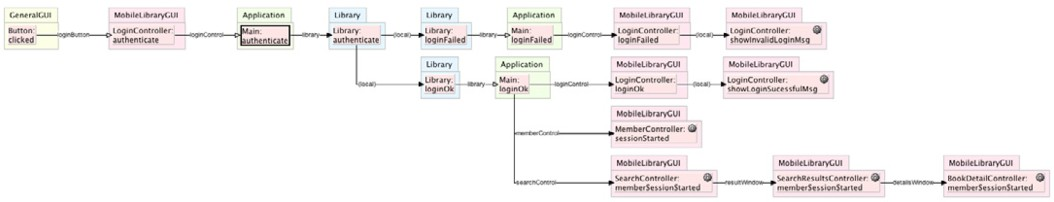 GeneralGUI
Button:
clicked
loginButton
MobileLibraryGUI
LoginController:
authenticate
loginControl
Application
Main:
authenticate
library
Library
Library:
authenticate
(local)
Library
Library:
loginFailed
library
Application
Main:
loginFailed
loginControl
MobileLibraryGUI
LoginController:
loginFailed
(local)
MobileLibraryGUI
LoginController:
showInvalidLoginMsg
(local)
Library
Library:
loginOk
library
Application
Main:
loginOk
loginControl
MobileLibraryGUI
LoginController:
loginOk
(local)
MobileLibraryGUI
LoginController:
showLoginSucessfulMsg
memberControl
MobileLibraryGUI
MemberController:
sessionStarted
searchControl
MobileLibraryGUI
SearchController:
memberSessionStarted
resultWindow
MobileLibraryGUI
SearchResultsController:
memberSessionStarted
detailsWindow
MobileLibraryGUI
BookDetailController:
memberSessionStarted